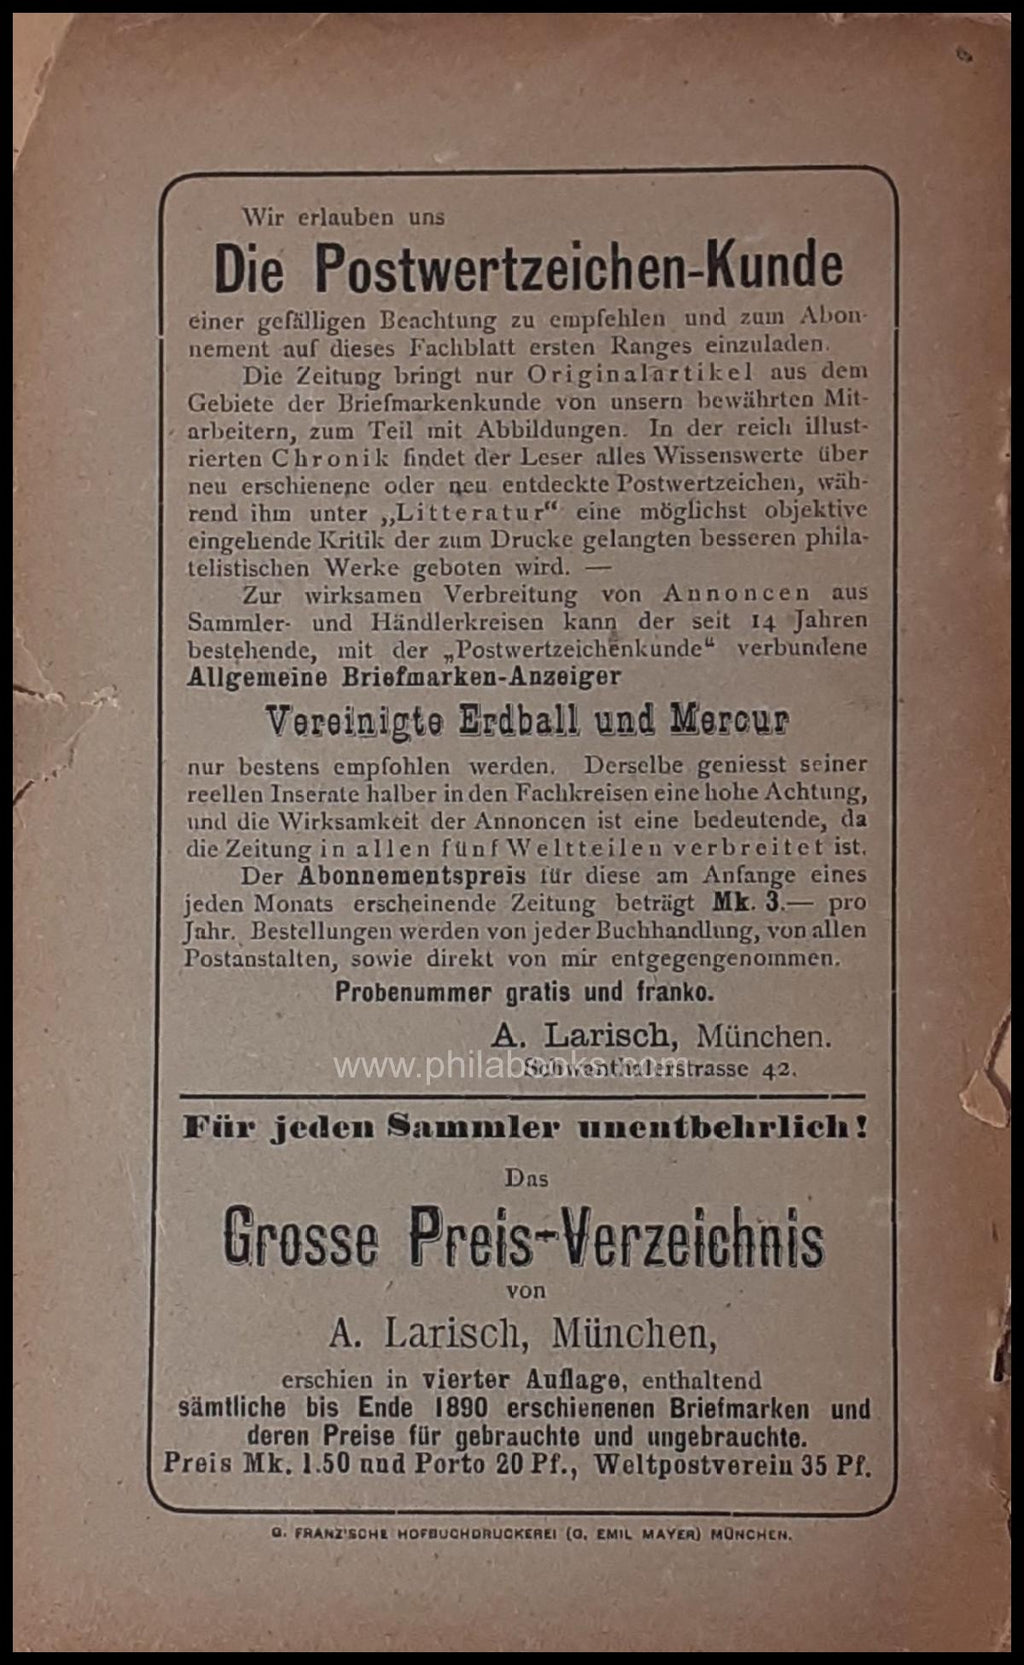 Wir erlauben uns
Die Postwertzeichen-Kunde
einer gefälligen Beachtung zu empfehlen und zum Abon-
nement auf dieses Fachblatt ersten Ranges einzuladen.
Die Zeitung bringt nur Originalartikel aus dem
Gebiete der Briefmarkenkunde von unsern bewährten Mit-
arbeitern, zum Teil mit Abbildungen. In der reich illust-
rierten Chronik findet der Leser alles Wissenswerte über
neu erschienene oder neu entdeckte Postwertzeichen, wäh-
rend ihm unter „Litteratur“ eine möglichst objektive
eingehende Kritik der zum Drucke gelangten besseren phila-
telistischen Werke geboten wird. —
Zur wirksamen Verbreitung von Annoncen aus
Sammler- und Händlerkreisen kann der seit 14 Jahren
bestehende, mit der „Postwertzeichenkunde“ verbundene
Allgemeine Briefmarken-Anzeiger
Vereinigte Erdball und Mercur
nur bestens empfohlen werden. Derselbe geniesst seiner
reellen Inserate halber in den Fachkreisen eine hohe Achtung,
und die Wirksamkeit der Annoncen ist eine bedeutende, da
die Zeitung in allen fünf Weltteilen verbreitet ist.
Der Abonnementspreis für diese am Anfange eines
jeden Monats erscheinende Zeitung beträgt Mk. 3.— pro
Jahr. Bestellungen werden von jeder Buchhandlung, von allen
Postanstalten, sowie direkt von mir entgegengenommen.
Probenummer gratis und franko.
A. Larisch, München.
www.philabooks.com
Schwanthalerstrasse 42.
Für jeden Sammler unentbehrlich!
Das
Grosse Preis-Verzeichnis
von
A. Larisch, München,
erschien in vierter Auflage, enthaltend
sämtliche bis Ende 1890 erschienenen Briefmarken und
deren Preise für gebrauchte und ungebrauchte.
Preis Mk. 1.50 und Porto 20 Pf., Weltpostverein 35 Pf.
G. FRANZ'SCHE HOFBUCHDRUCKEREI (G. EMIL MAYER) MÜNCHEN.